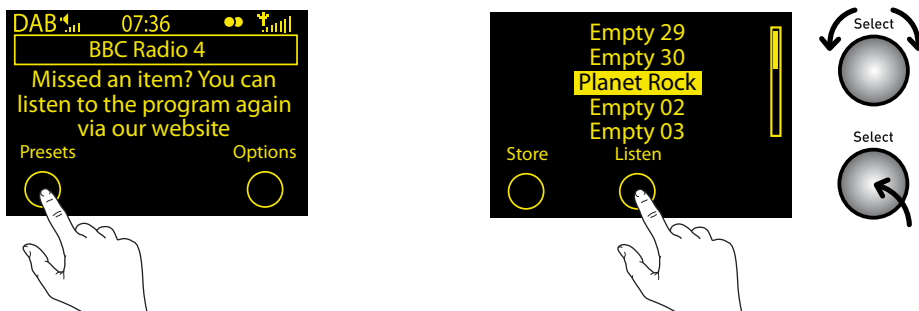 DAB 07:36
BBC Radio 4
Missed an item? You can
listen to the program again
via our website
Presets Options
Empty 29
Empty 30
Planet Rock
Empty 02
Empty 03
Store Listen
Select
Select